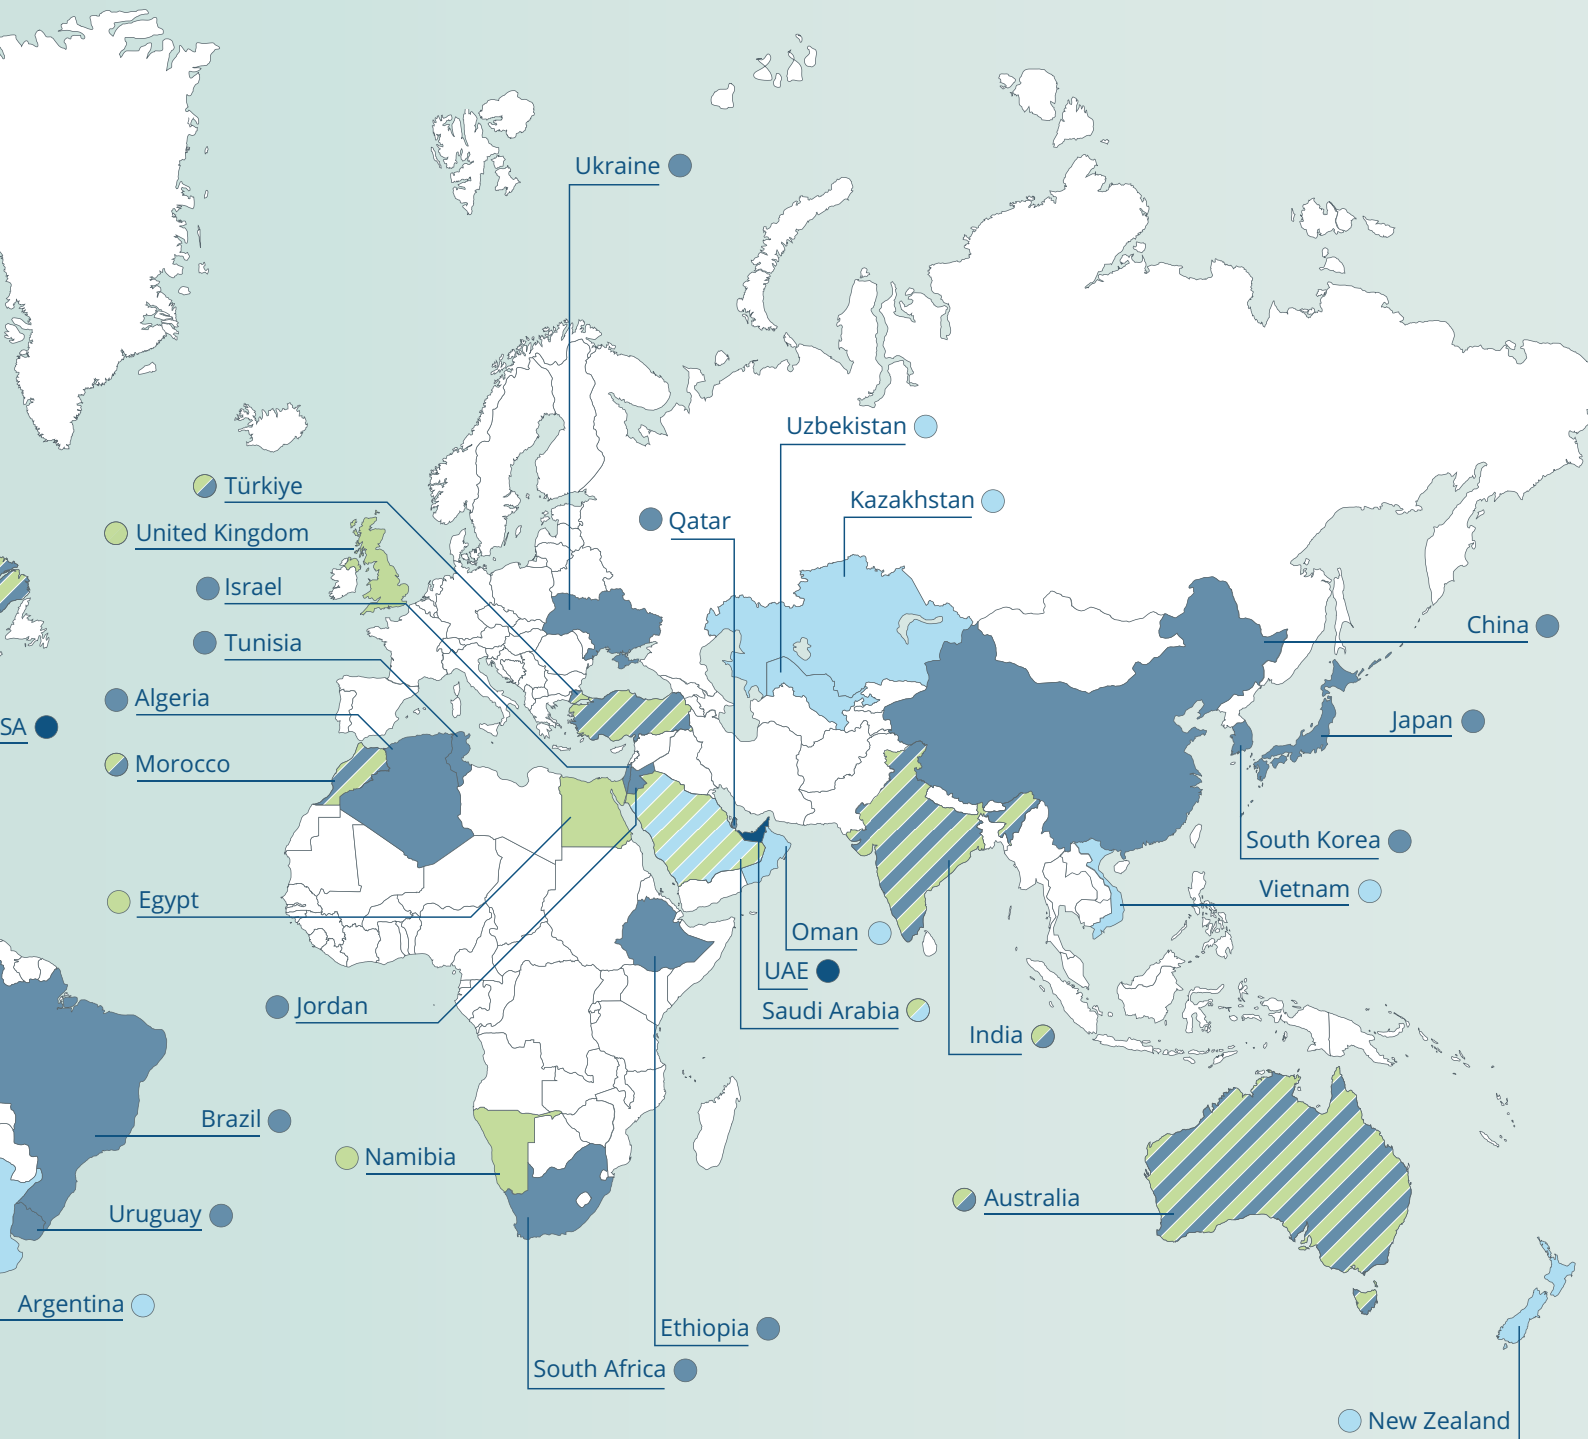 Ukraine
Uzbekistan
Türkiye
Kazakhstan
Qatar
United Kingdom
Israel
China
Tunisia
Algeria
SA
Japan
Morocco
South Korea
Vietnam
Egypt
Oman
UAE
Jordan
Saudi Arabia
India
Brazil
Namibia
Australia
Uruguay
Argentina
Ethiopia
South Africa
New Zealand